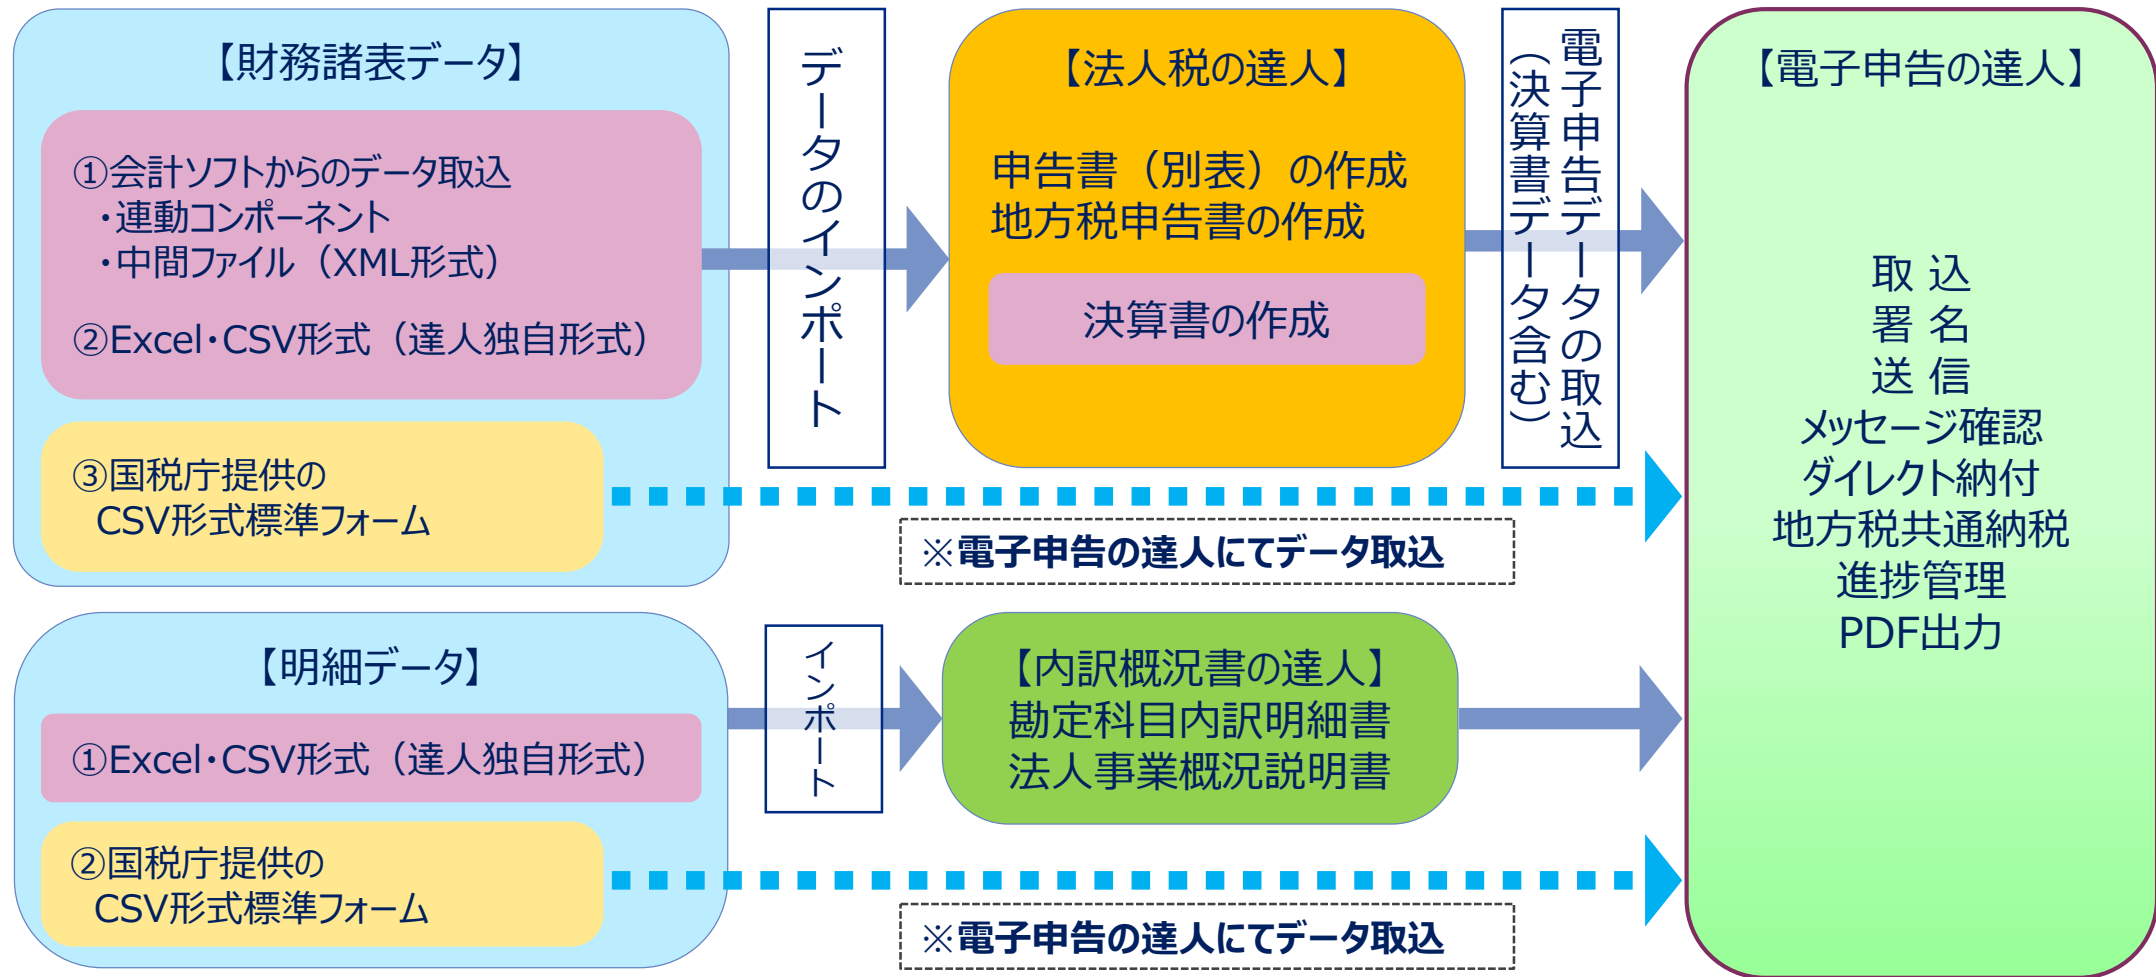 【財務諸表データ】
①会計ソフトからのデータ取込
・連動コンポーネント
・中間ファイル（XML形式）
②Excel・CSV形式（達人独自形式）
③国税庁提供の
CSV形式標準フォーム
データのインポート
【法人税の達人】
申告書（別表）の作成
地方税申告書の作成
決算書の作成
電子申告データの取込
（決算書データ含む）
※電子申告の達人にてデータ取込
【明細データ】
①Excel・CSV形式（達人独自形式）
②国税庁提供の
CSV形式標準フォーム
インポート
【内訳概況書の達人】
勘定科目内訳明細書
法人事業概況説明書
※電子申告の達人にてデータ取込
【電子申告の達人】
取 込
署 名
送 信
メッセージ確認
ダイレクト納付
地方税共通納税
進捗管理
PDF出力